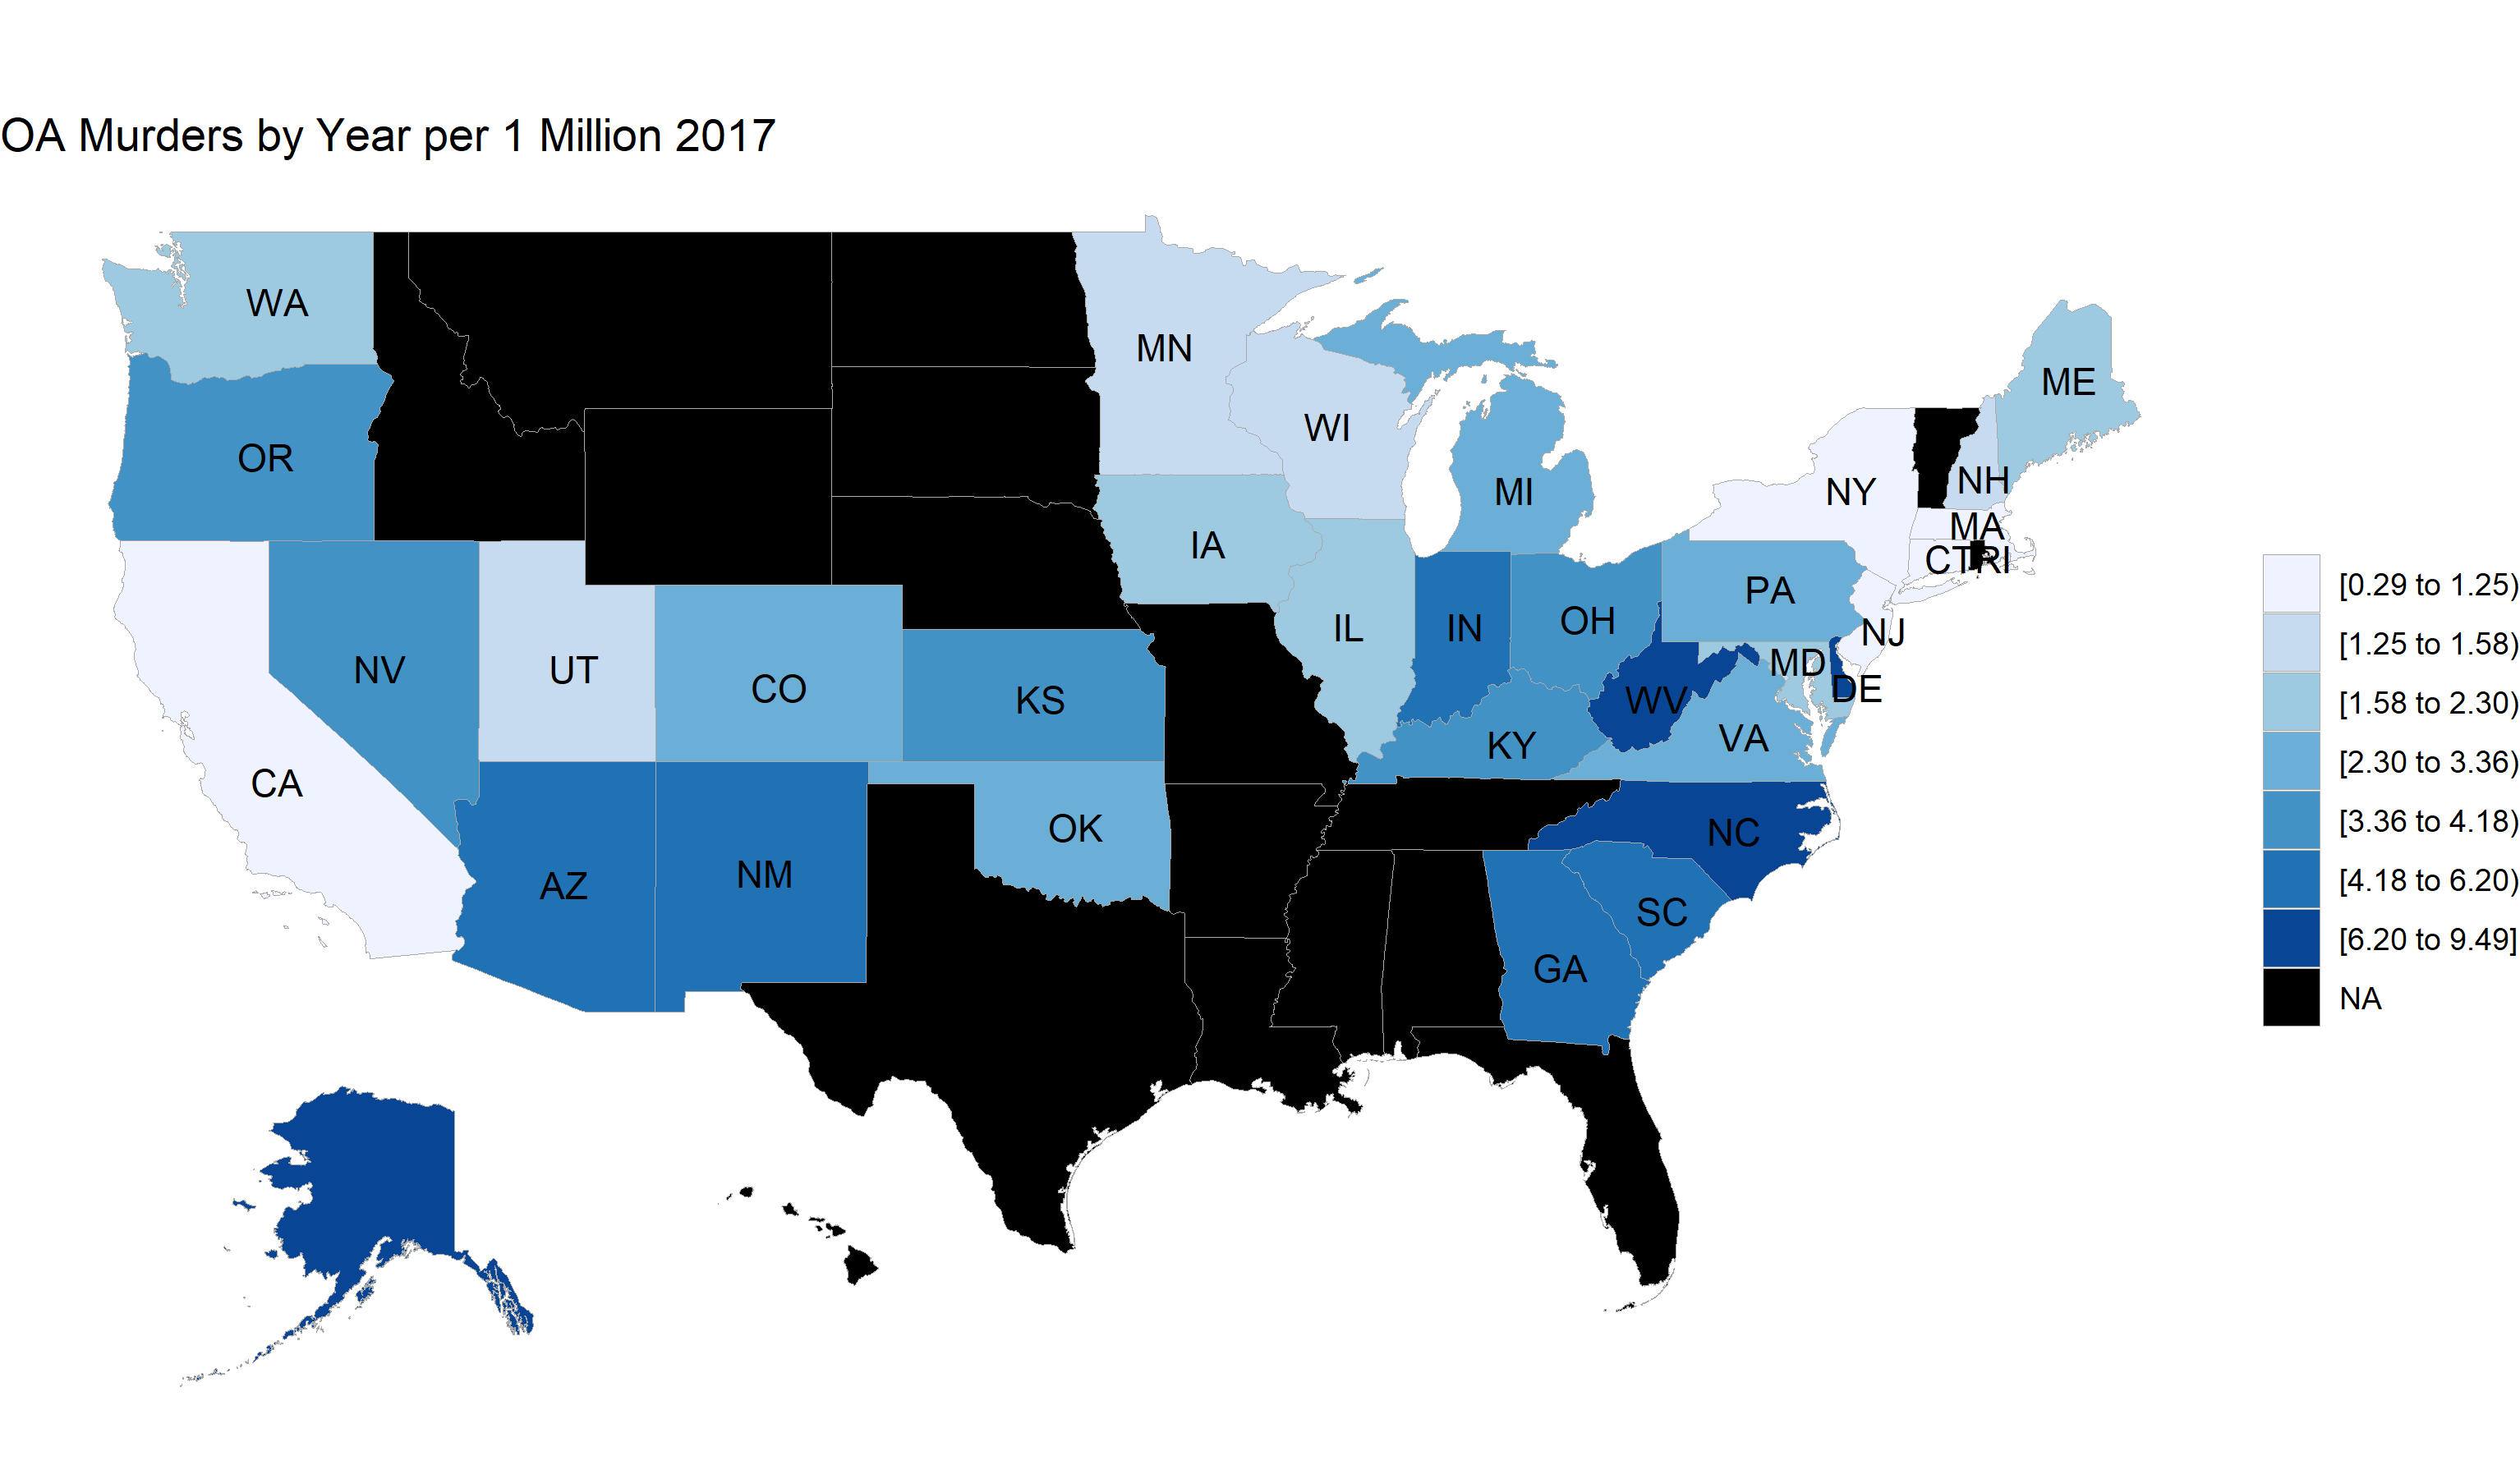 OA Murders by Year per 1 Million 2017
WA
MN
ME
WI
OR
NH
MI
NY
MA
IA
CT
RI
PA
[0.29 to 1.25)
OH
IL
IN
NJ
[1.25 to 1.58)
MD
NV
UT
CO
DE
KS
WV
[1.58 to 2.30)
VA
KY
[2.30 to 3.36)
CA
OK
NC
[3.36 to 4.18)
NM
AZ
[4.18 to 6.20)
SC
[6.20 to 9.49]
GA
NA